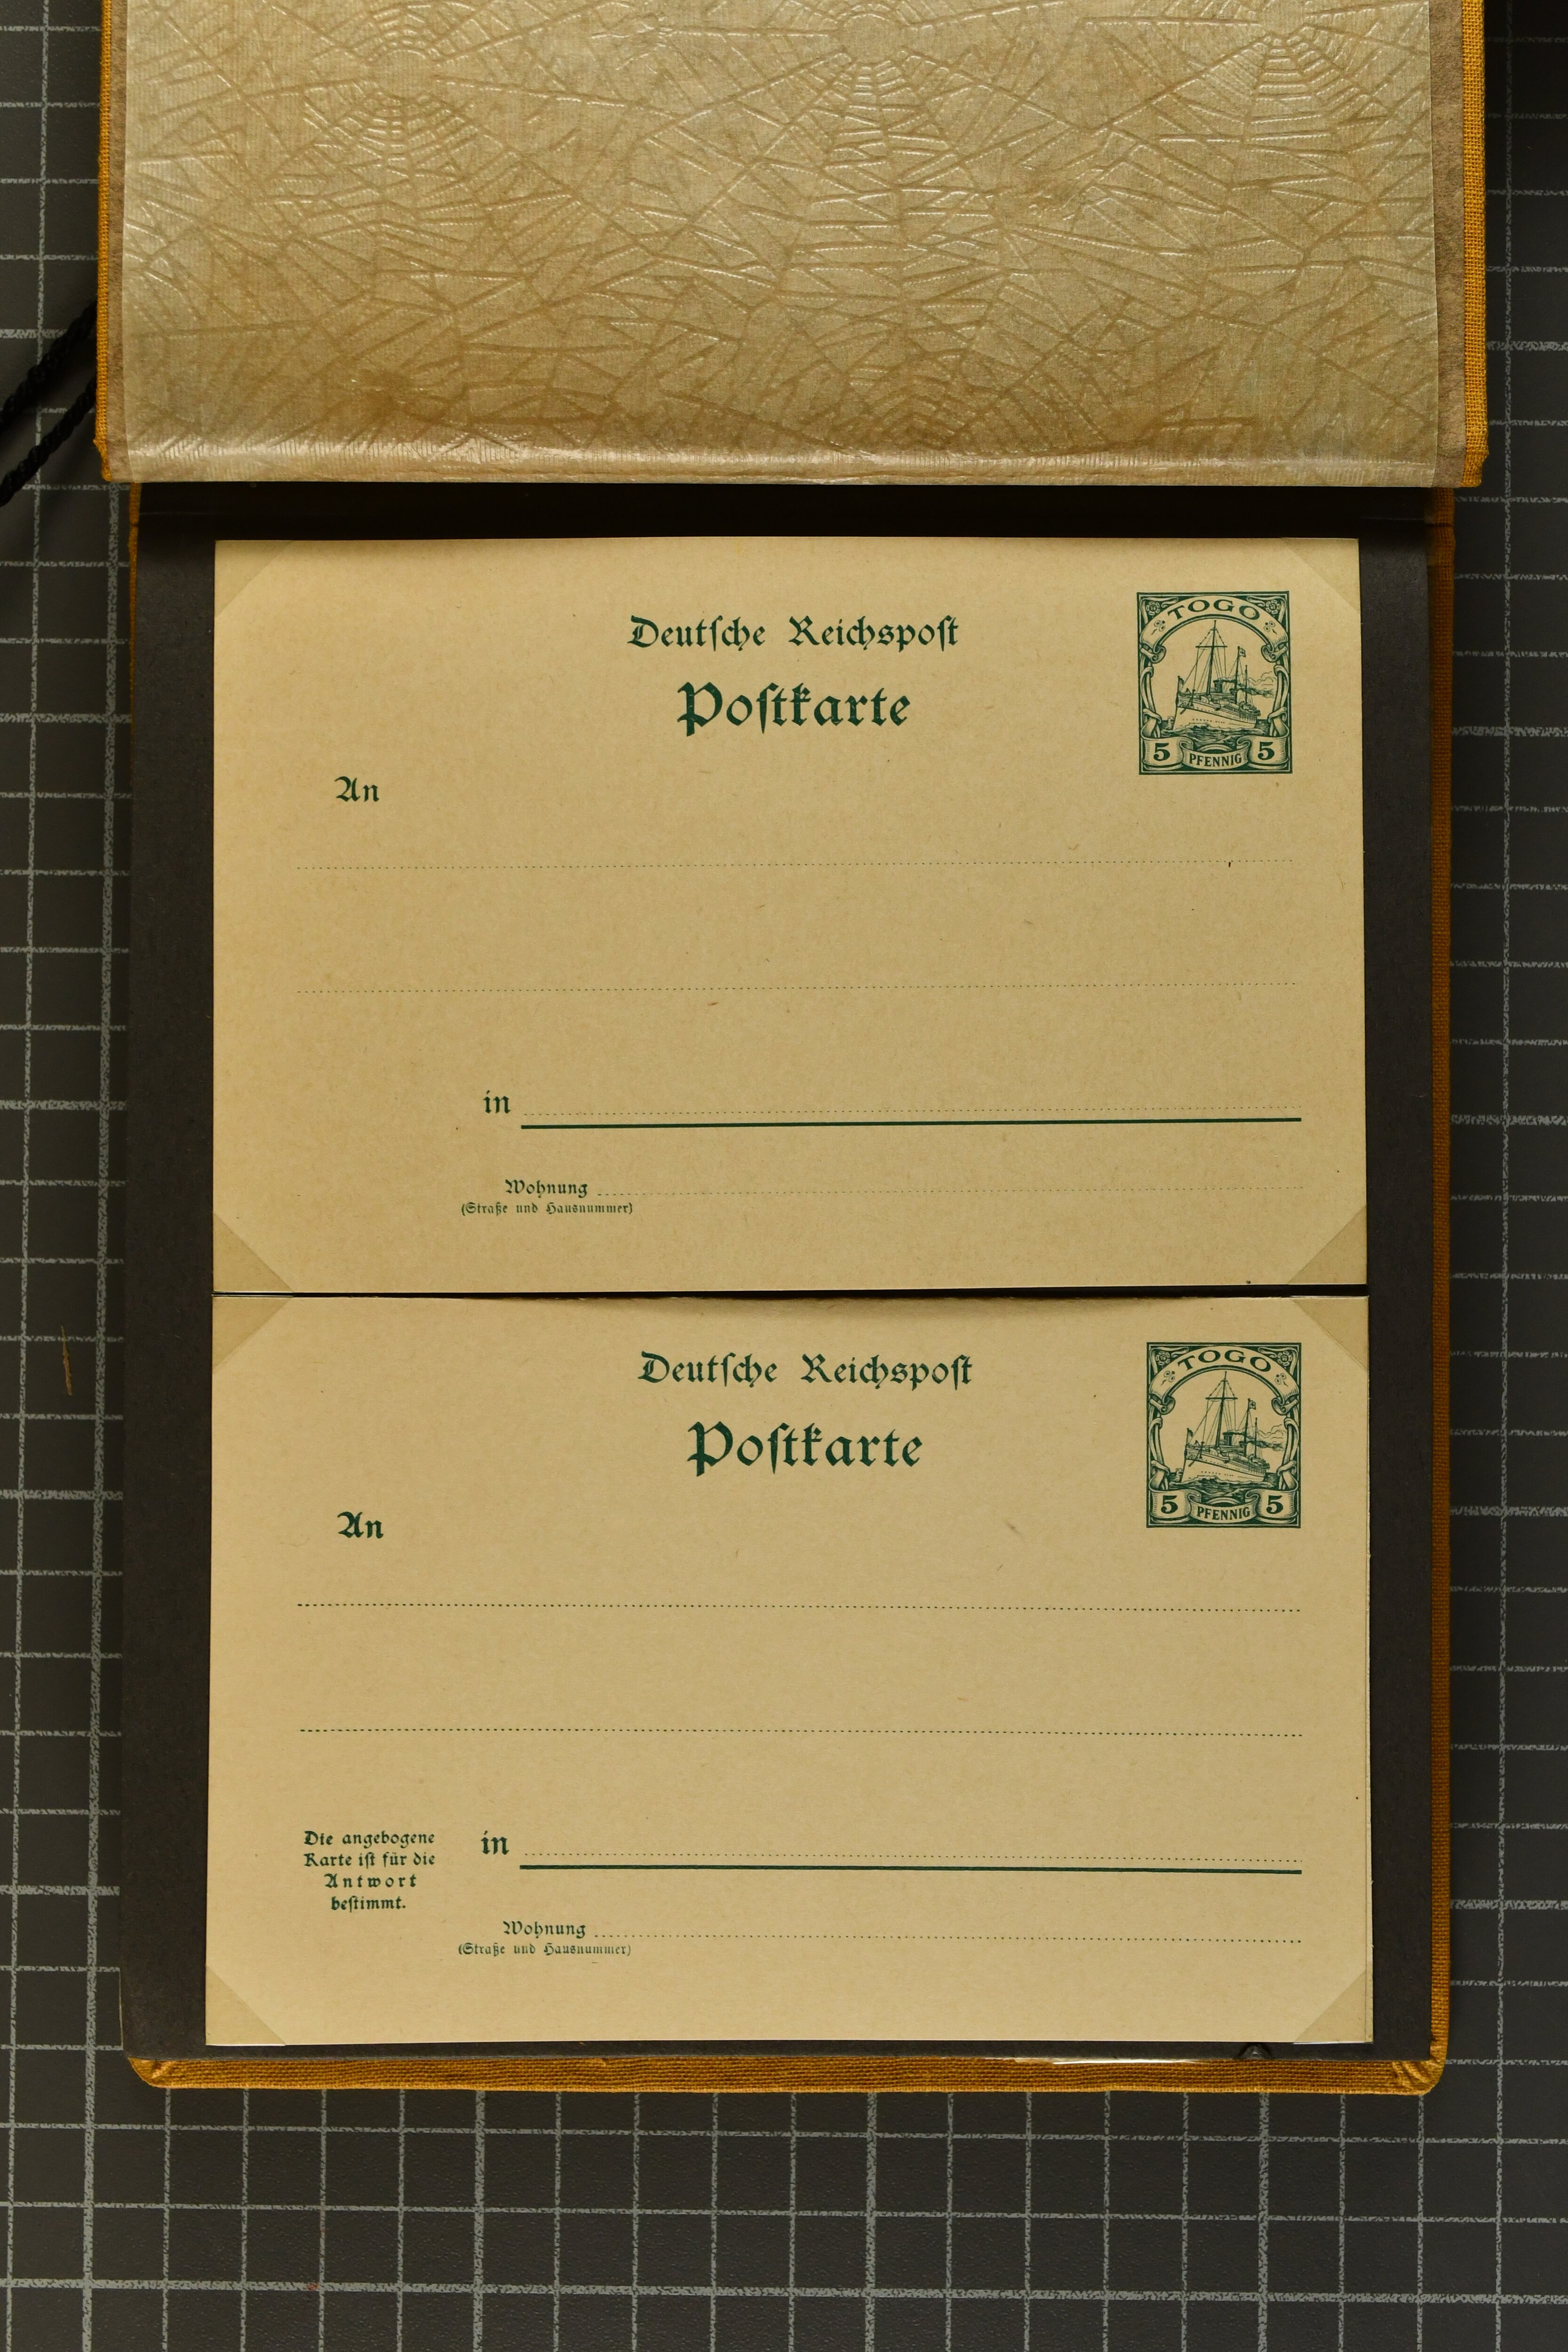 Deutsche Reichspost
TOGO
Postkarte
5 PFENNIG 5
An
in
Wohnung
(Straße und Hausnummer)
Deutsche Reichspost
TOGO
Postkarte
5 PFENNIG 5
An
Die angebogene
Karte ist für die
Antwort
bestimmt.
in
Wohnung
(Straße und Hausnummer)